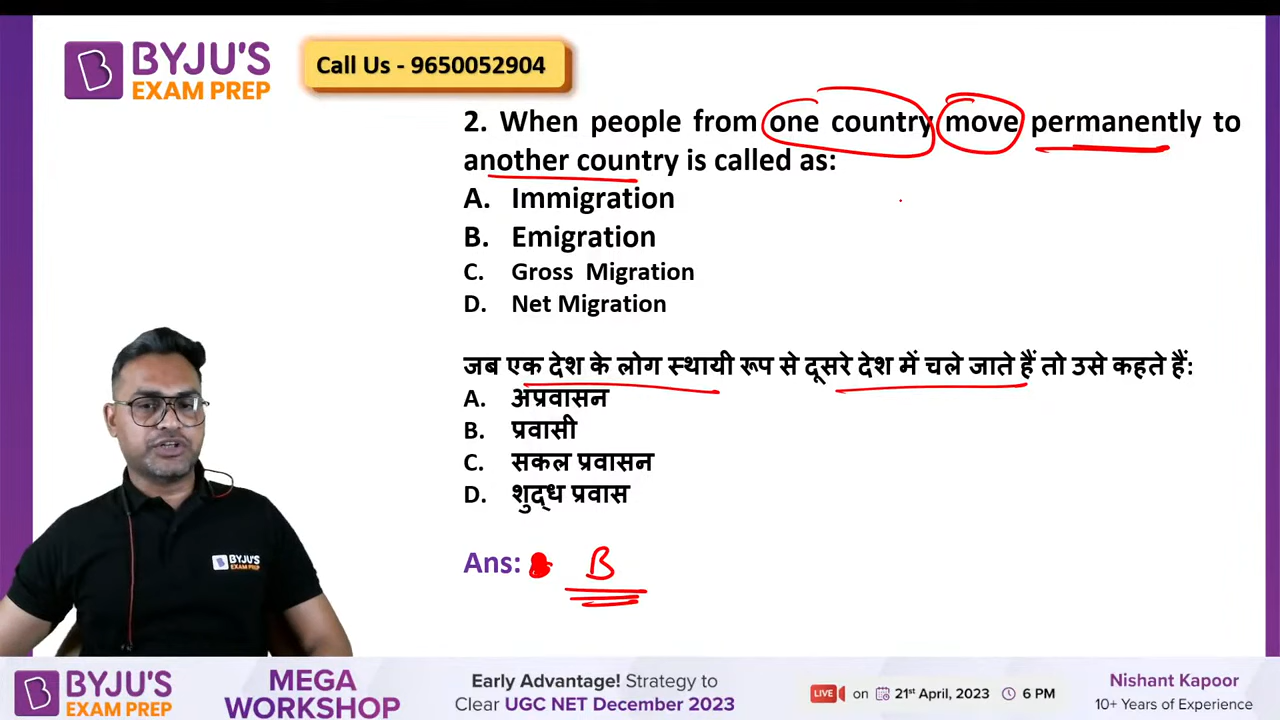 BYJU'S
EXAM PREP
Call Us - 9650052904
2. When people from one country move permanently to
another country is called as:
A. Immigration
B. Emigration
C. Gross Migration
D. Net Migration
जब एक देश के लोग स्थायी रूप से दूसरे देश में चले जाते हैं तो उसे कहते हैं:
A. अप्रवासन
B. प्रवासी
C. सकल प्रवासन
D. शुद्ध प्रवास
Ans: B
BYJU'S
EXAM PREP
BYJU'S
EXAM PREP
MEGA
WORKSHOP
Early Advantage! Strategy to
Clear UGC NET December 2023
LIVE on 21st April, 2023 6 PM
Nishant Kapoor
10+ Years of Experience